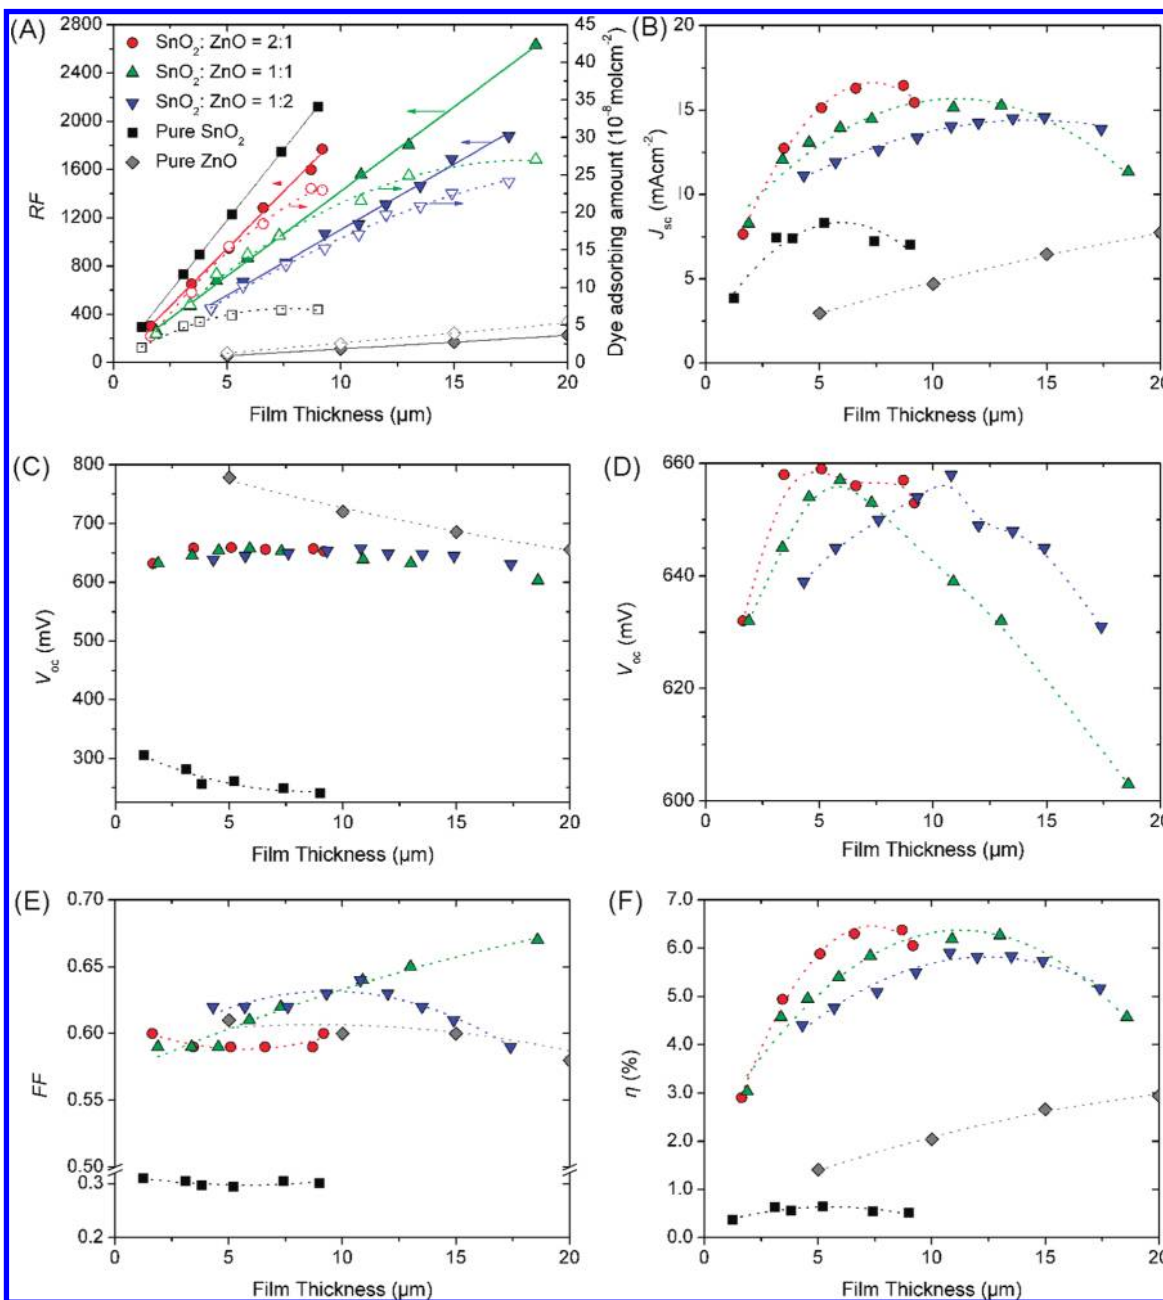 (A)
2800
2400
2000
1600
1200
800
400
0
RF
45
40
35
30
25
20
15
10
5
0
Dye adsorbing amount (10⁻⁸ molcm⁻²)
SnO₂: ZnO = 2:1
SnO₂: ZnO = 1:1
SnO₂: ZnO = 1:2
Pure SnO₂
Pure ZnO
0 5 10 15 20
Film Thickness (μm)
(B)
20
15
10
5
0
Jsc (mAcm⁻²)
0 5 10 15 20
Film Thickness (μm)
(C)
800
700
600
500
400
300
Voc (mV)
0 5 10 15 20
Film Thickness (μm)
(D)
660
640
620
600
Voc (mV)
0 5 10 15 20
Film Thickness (μm)
(E)
0.70
0.65
0.60
0.55
0.50
0.3
0.2
FF
0 5 10 15 20
Film Thickness (μm)
(F)
7.0
6.0
5.0
4.0
3.0
2.0
1.0
0.0
η (%)
0 5 10 15 20
Film Thickness (μm)